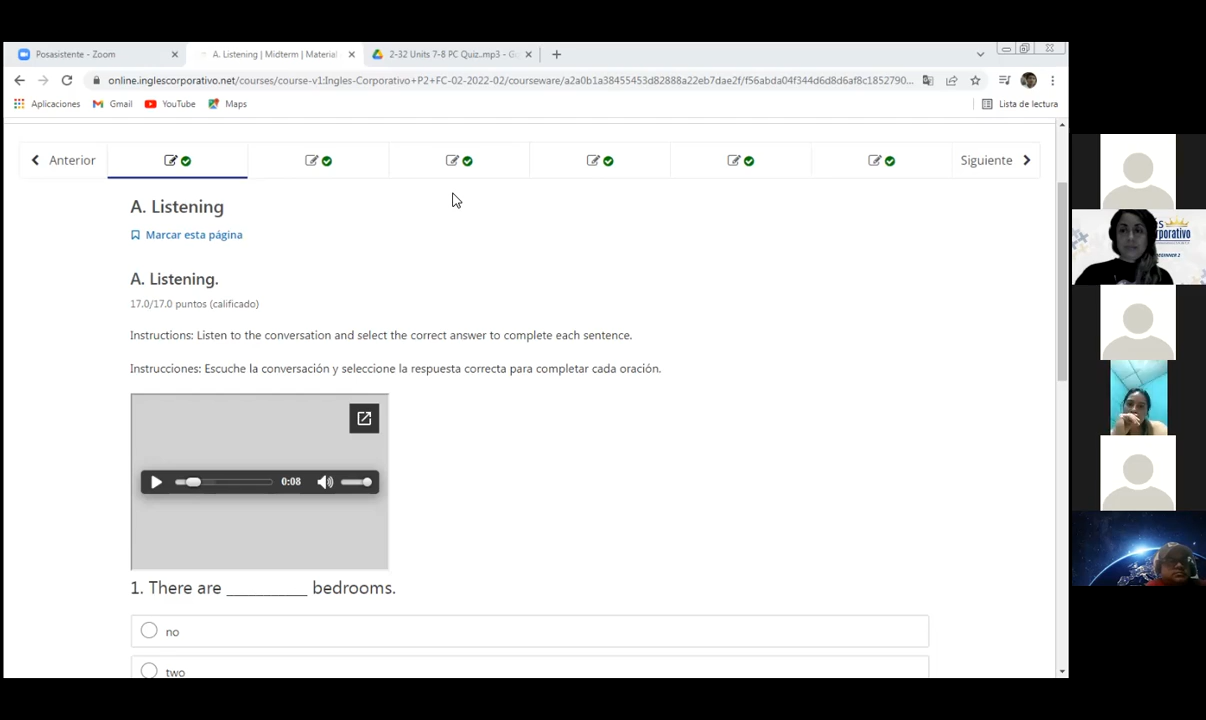 Posasistente - Zoom
A. Listening | Midterm | Material
2-32 Units 7-8 PC Quiz..mp3 - Go
online.inglescorporativo.net/courses/course-v1:Ingles-Corporativo+P2+FC-02-2022-02/courseware/a2a0b1a38455453d82888a22eb7dae2f/f56abda04f344d6d8d6af8c1852790...
Aplicaciones Gmail YouTube Maps Lista de lectura
Anterior Siguiente
A. Listening
Marcar esta página
A. Listening.
17.0/17.0 puntos (calificado)
Instructions: Listen to the conversation and select the correct answer to complete each sentence.
Instrucciones: Escuche la conversación y seleccione la respuesta correcta para completar cada oración.
0:08
1. There are __________ bedrooms.
no
two